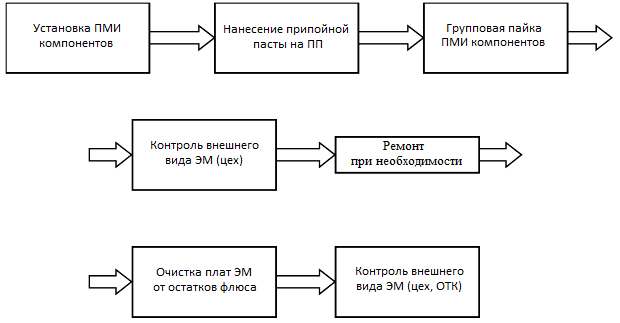 Установка ПМИ
компонентов
Нанесение припойной
пасты на ПП
Групповая пайка
ПМИ компонентов
Контроль внешнего
вида ЭМ (цех)
Ремонт
при необходимости
Очистка плат ЭМ
от остатков флюса
Контроль внешнего
вида ЭМ (цех, ОТК)